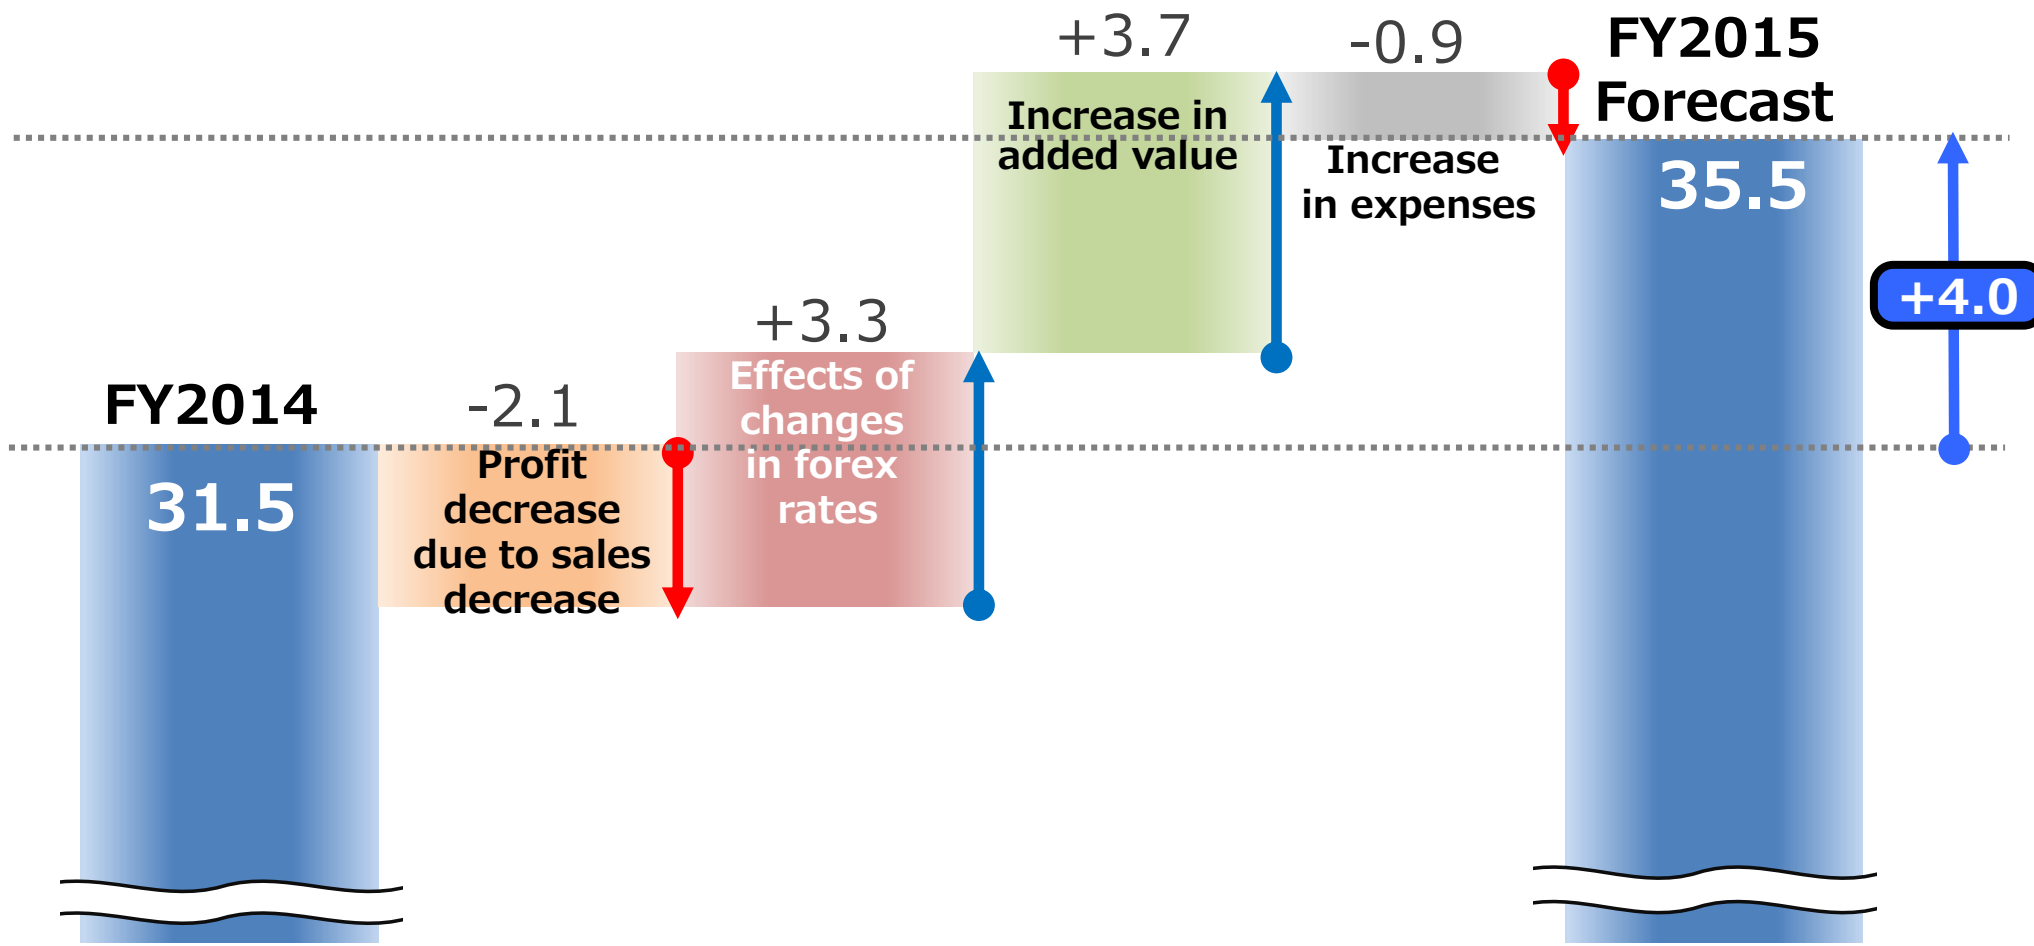 FY2014
31.5
-2.1
Profit
decrease
due to sales
decrease
+3.3
Effects of
changes
in forex
rates
+3.7
Increase in
added value
-0.9
Increase
in expenses
FY2015
Forecast
35.5
+4.0